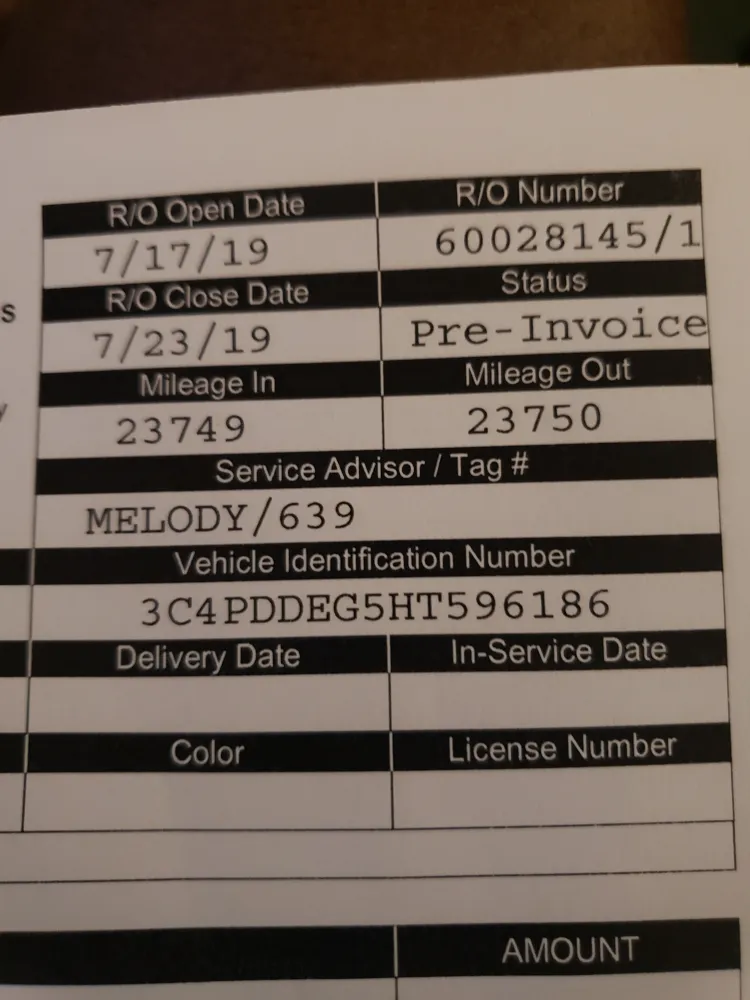 R/O Open Date R/O Number
7/17/19 60028145/1
R/O Close Date Status
s
7/23/19 Pre-Invoice
Mileage In Mileage Out
y
23749 23750
Service Advisor / Tag #
MELODY/639
Vehicle Identification Number
3C4PDDEG5HT596186
Delivery Date In-Service Date
Color License Number
AMOUNT